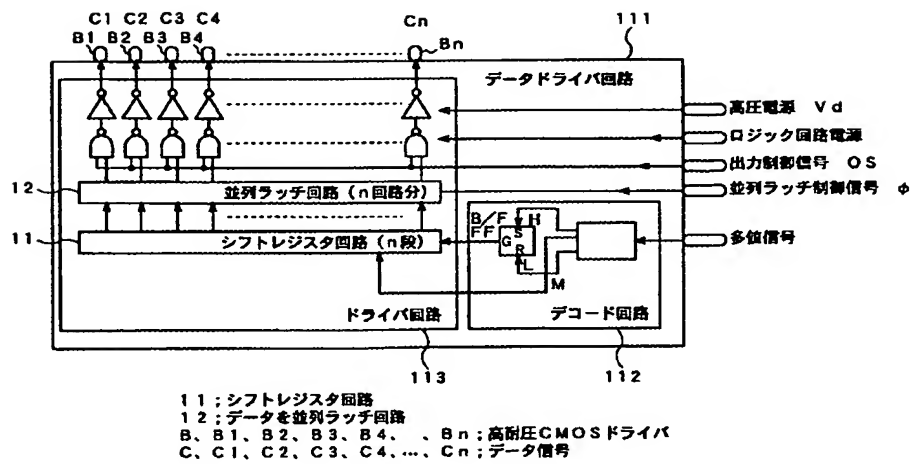 C1 C2 C3 C4 Cn
B1 B2 B3 B4 Bn
111
データドライバ回路
高圧電源 Vd
ロジック回路電源
出力制御信号 OS
12
並列ラッチ回路(n回路分)
並列ラッチ制御信号 φ
11
シフトレジスタ回路(n段)
B/F
FF
G
S
R
H
L
M
多値信号
ドライバ回路
デコード回路
113
112
11;シフトレジスタ回路
12;データを並列ラッチ回路
B、B1、B2、B3、B4、 、Bn;高耐圧CMOSドライバ
C、C1、C2、C3、C4、…、Cn;データ信号